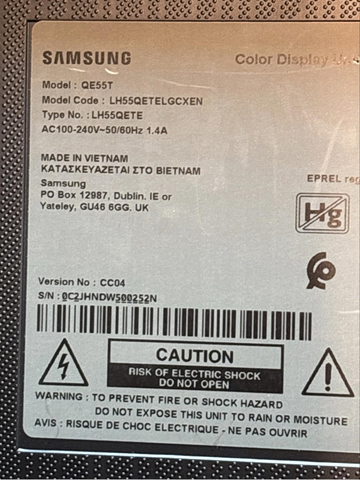 SAMSUNG
Color Display
Model : QE55T
Model Code : LH55QETELGCXEN
Type No. : LH55QETE
AC100-240V~50/60Hz 1.4A
MADE IN VIETNAM
ΚΑΤΑΣΚΕΥΑΖΕΤΑΙ ΣΤΟ ΒΙΕΤΝΑΜ
Samsung
PO Box 12987, Dublin. IE or
Yateley, GU46 6GG. UK
EPREL reg
Hg
Version No : CC04
S/N : 0C2JHNDW500252N
CAUTION
RISK OF ELECTRIC SHOCK
DO NOT OPEN
WARNING : TO PREVENT FIRE OR SHOCK HAZARD
DO NOT EXPOSE THIS UNIT TO RAIN OR MOISTURE
AVIS : RISQUE DE CHOC ELECTRIQUE - NE PAS OUVRIR